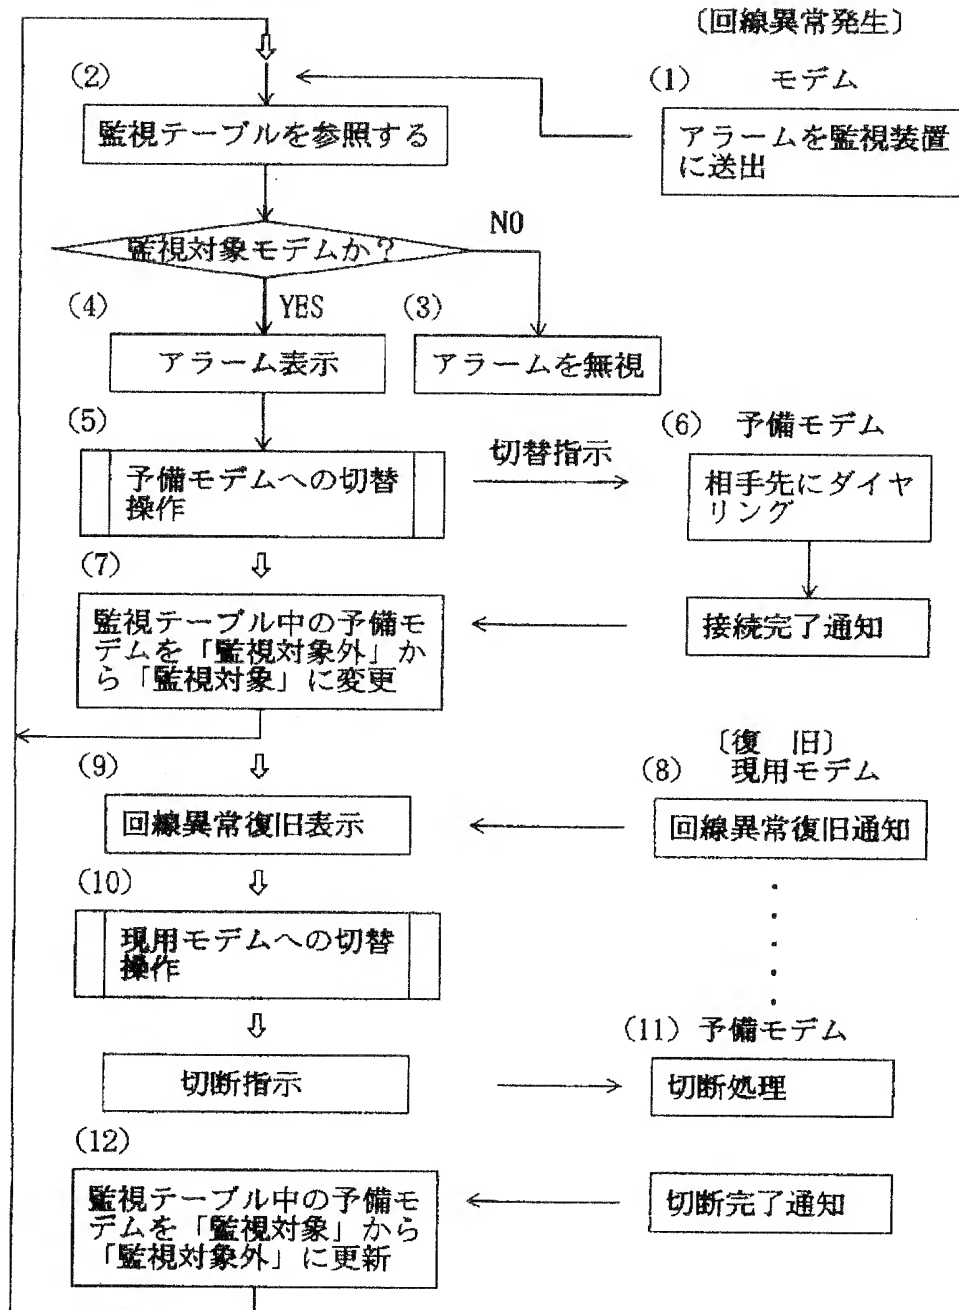 〔回線異常発生〕
(1) モデム
アラームを監視装置
に送出
(2)
監視テーブルを参照する
監視対象モデムか？
NO
YES
(3)
アラームを無視
(4)
アラーム表示
(5)
予備モデムへの切替
操作
切替指示
(6) 予備モデム
相手先にダイヤ
リング
接続完了通知
(7)
監視テーブル中の予備モ
デムを「監視対象外」か
ら「監視対象」に変更
〔復 旧〕
(8) 現用モデム
回線異常復旧通知
(9)
回線異常復旧表示
(10)
現用モデムへの切替
操作
切断指示
(11) 予備モデム
切断処理
切断完了通知
(12)
監視テーブル中の予備モ
デムを「監視対象」から
「監視対象外」に更新